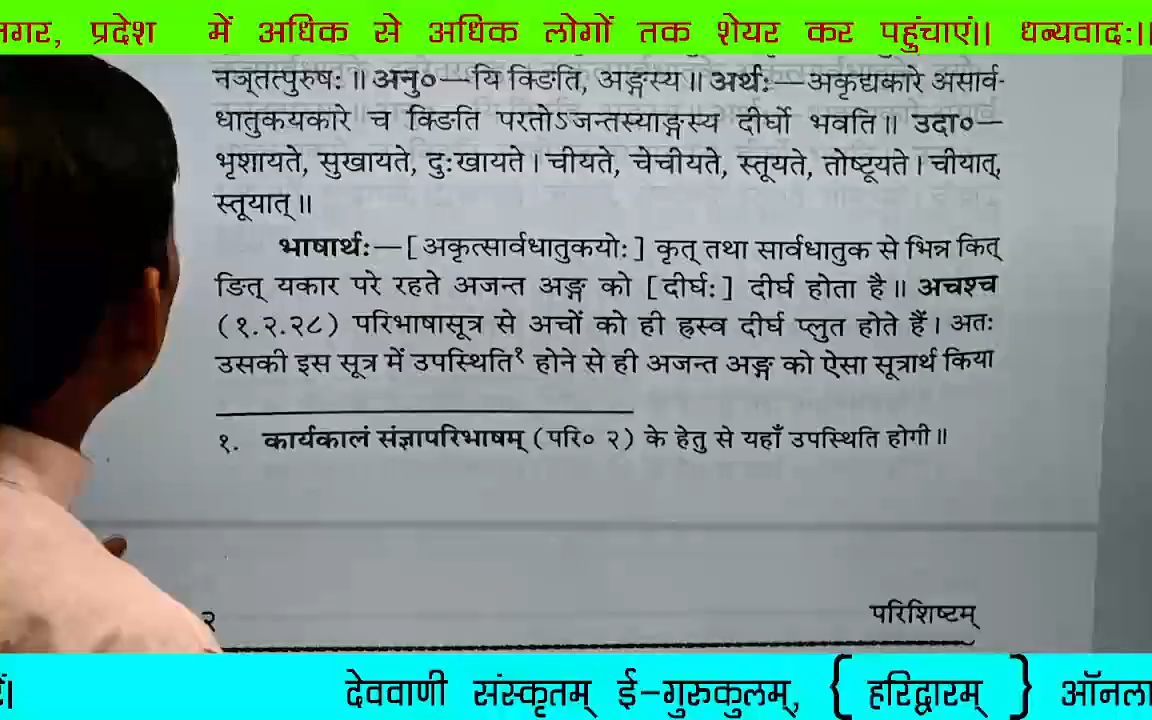 नगर, प्रदेश में अधिक से अधिक लोगों तक शेयर कर पहुंचाएं।। धन्यवादः।।
नञ्तत्पुरुषः ॥ अनु०—यि क्ङिति, अङ्गस्य ॥ अर्थः—अकृद्यकारे असार्व-
धातुकयकारे च क्ङिति परतोऽजन्तस्याङ्गस्य दीर्घो भवति ॥ उदा०—
भृशायते, सुखायते, दुःखायते । चीयते, चेचीयते, स्तूयते, तोष्टूयते । चीयात्,
स्तूयात् ॥
भाषार्थः—[अकृत्सार्वधातुकयोः] कृत् तथा सार्वधातुक से भिन्न कित्
ङित् यकार परे रहते अजन्त अङ्ग को [दीर्घः] दीर्घ होता है ॥ अचश्च
(१.२.२८) परिभाषासूत्र से अचों को ही ह्रस्व दीर्घ प्लुत होते हैं । अतः
उसकी इस सूत्र में उपस्थिति१ होने से ही अजन्त अङ्ग को ऐसा सूत्रार्थ किया
१. कार्यकालं संज्ञापरिभाषम् (परि० २) के हेतु से यहाँ उपस्थिति होगी ॥
२ परिशिष्टम्
देववाणी संस्कृतम् ई-गुरुकुलम्, { हरिद्वारम् } ऑनला